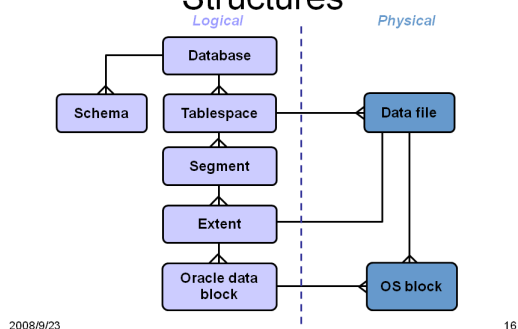 Structures
Logical
Physical
Database
Schema
Tablespace
Data file
Segment
Extent
Oracle data
block
OS block
2008/9/23
16